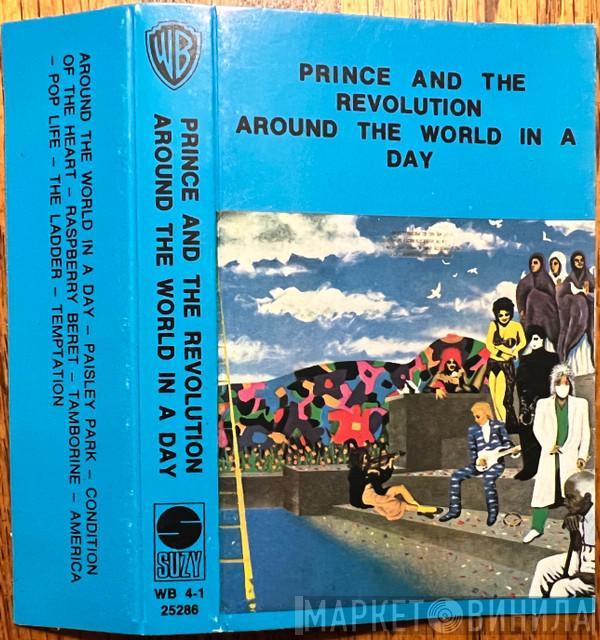 PRINCE AND THE
REVOLUTION
AROUND THE WORLD IN A
DAY
WB
PRINCE AND THE REVOLUTION
AROUND THE WORLD IN A DAY
SUZY
WB 4-1
25286
AROUND THE WORLD IN A DAY – PAISLEY PARK – CONDITION
OF THE HEART – RASPBERRY BERET – TAMBORINE – AMERICA
– POP LIFE – THE LADDER – TEMPTATION
МАРКЕТ ВИНИЛА